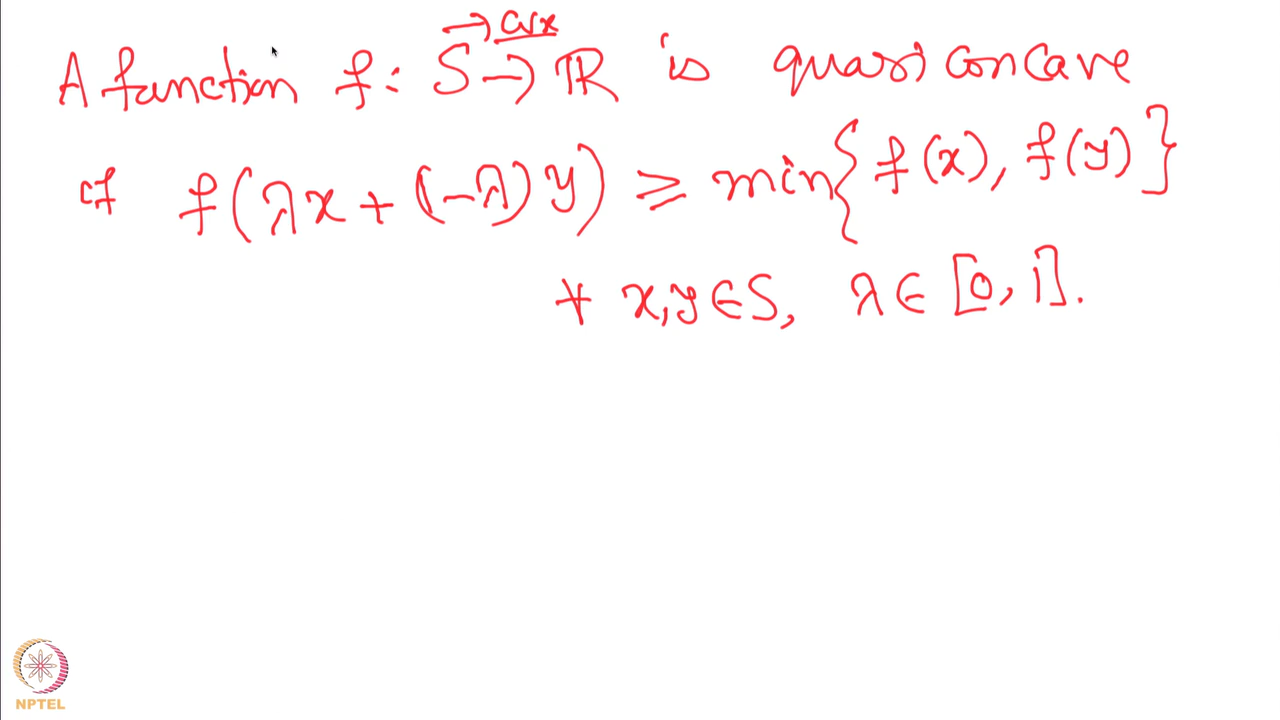 → cvx
A function f: S → ℝ is quasi concave
if f(λx + (1-λ)y) ≥ min{f(x), f(y)}
∀ x,y ∈ S, λ ∈ [0, 1].
NPTEL